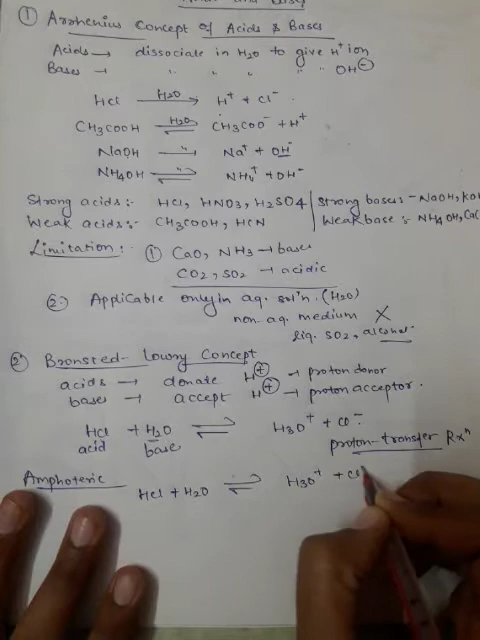 ① Arrhenius Concept of Acids & Bases
Acids → dissociate in H2O to give H+ ion
Bases → " " " " " OH⊖
HCl —H2O→ H+ + Cl-
CH3COOH ⇌ H2O CH3COO- + H+
NaOH —"→ Na+ + OH-
NH4OH ⇌ " NH4+ + OH-
Strong acids:- HCl, HNO3, H2SO4 | Strong bases:- NaOH, KOH
Weak acids:- CH3COOH, HCN | Weak base:- NH4OH, Ca(
Limitation:- ① CaO, NH3 → bases
CO2, SO2 → acidic
②:) Applicable only in aq. sol'n. (H2O)
non aq. medium X
liq. SO2, alcohol
② Bronsted-Lowry Concept
acids → donate H⊕ → proton donor
bases → accept H⊕ → proton acceptor.
HCl + H2O ⇌ H3O+ + Cl-
acid base proton-transfer Rxn
Amphoteric HCl + H2O ⇌ H3O+ + Cl